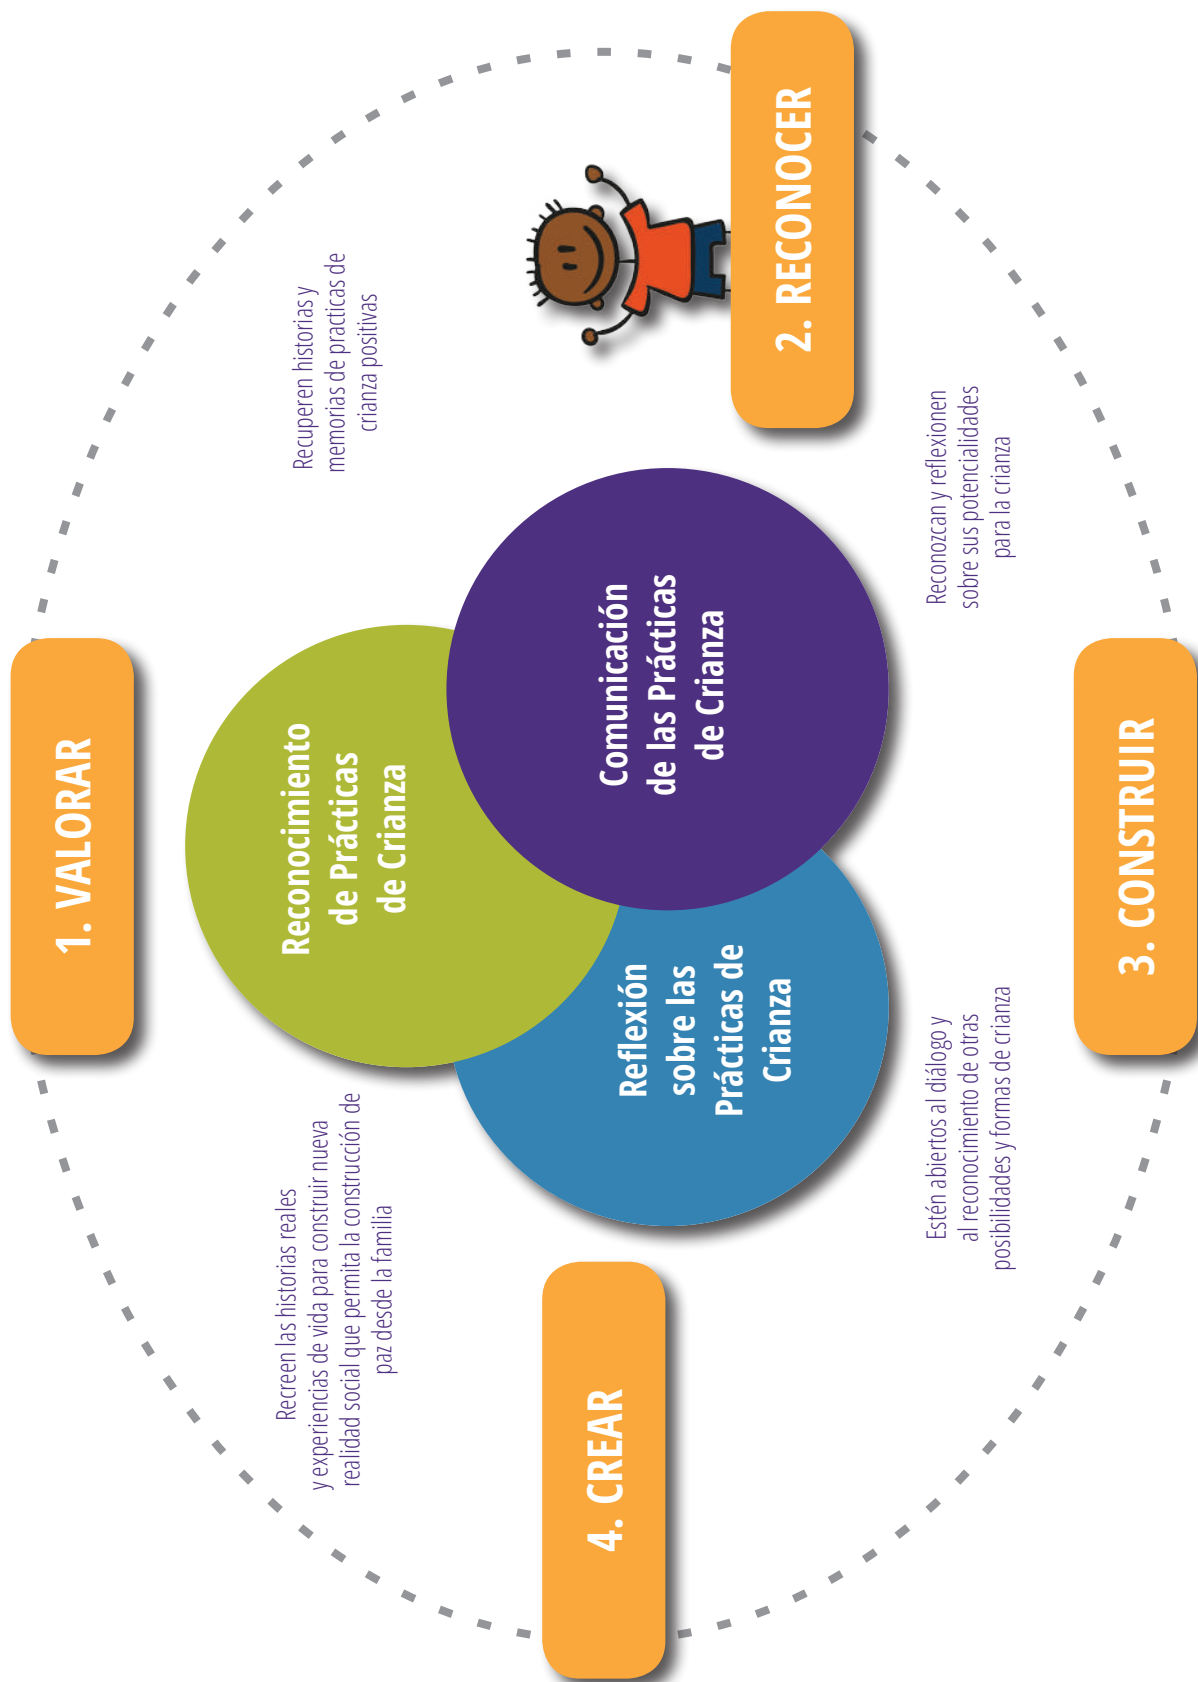 1. VALORAR
Recuperen historias y
memorias de practicas de
crianza positivas
2. RECONOCER
Reconozcan y reflexionen
sobre sus potencialidades
para la crianza
3. CONSTRUIR
Estén abiertos al diálogo y
al reconocimiento de otras
posibilidades y formas de crianza
4. CREAR
Recreen las historias reales
y experiencias de vida para construir nueva
realidad social que permita la construcción de
paz desde la familia
Reconocimiento
de Prácticas
de Crianza
Comunicación
de las Prácticas
de Crianza
Reflexión
sobre las
Prácticas de
Crianza